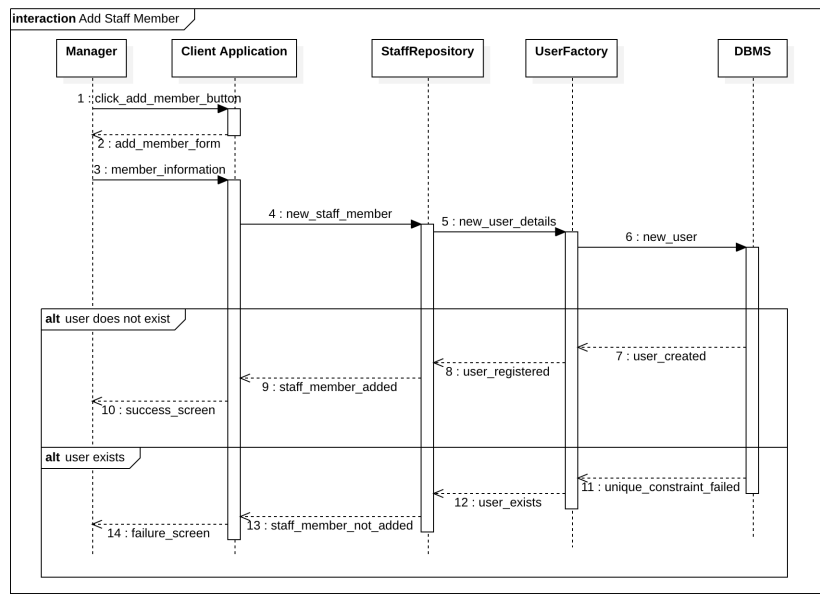 interaction Add Staff Member
Manager
Client Application
StaffRepository
UserFactory
DBMS
1 : click_add_member_button
2 : add_member_form
3 : member_information
4 : new_staff_member
5 : new_user_details
6 : new_user
alt user does not exist
7 : user_created
8 : user_registered
9 : staff_member_added
10 : success_screen
alt user exists
11 : unique_constraint_failed
12 : user_exists
13 : staff_member_not_added
14 : failure_screen